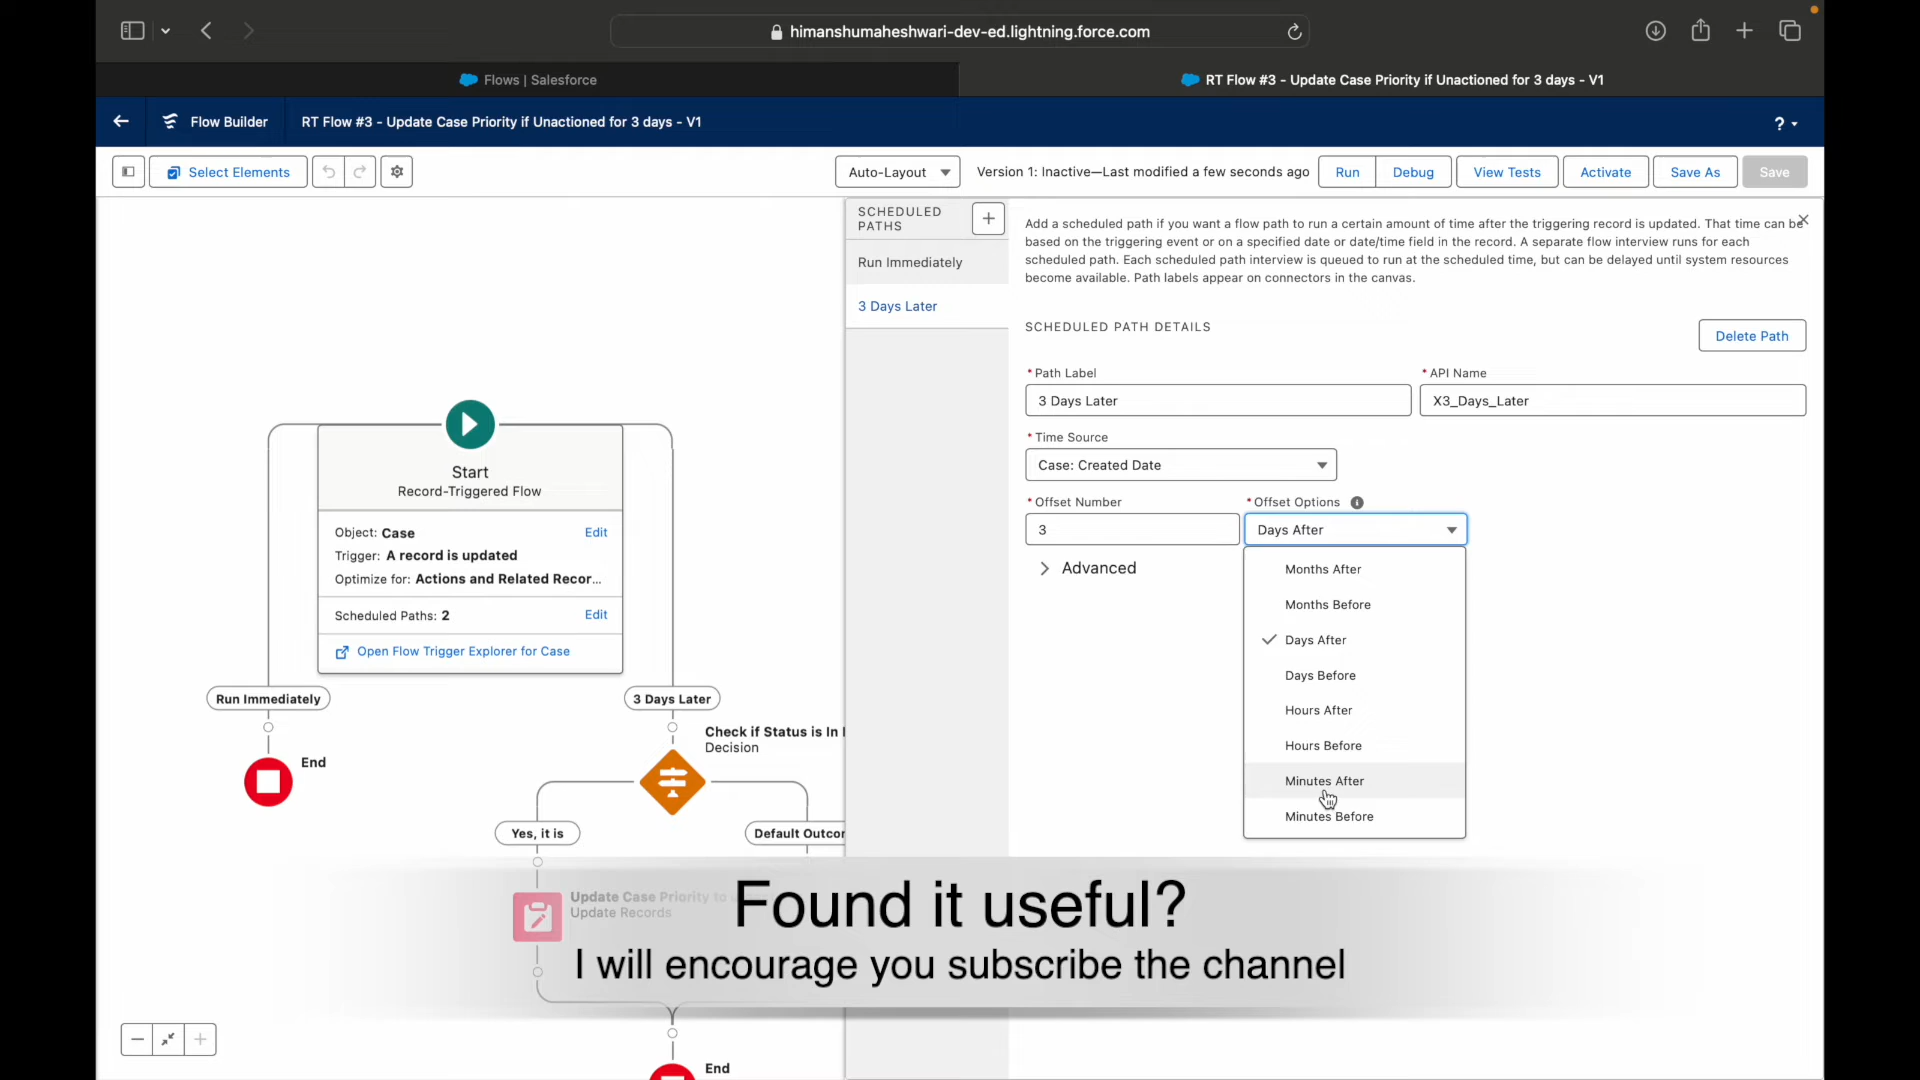 himanshumaheshwari-dev-ed.lightning.force.com
Flows | Salesforce
RT Flow #3 - Update Case Priority if Unactioned for 3 days - V1
Flow Builder
RT Flow #3 - Update Case Priority if Unactioned for 3 days - V1
?
Select Elements
Auto-Layout
Version 1: Inactive—Last modified a few seconds ago
Run
Debug
View Tests
Activate
Save As
Save
SCHEDULED
PATHS
Run Immediately
3 Days Later
Add a scheduled path if you want a flow path to run a certain amount of time after the triggering record is updated. That time can be
based on the triggering event or on a specified date or date/time field in the record. A separate flow interview runs for each
scheduled path. Each scheduled path interview is queued to run at the scheduled time, but can be delayed until system resources
become available. Path labels appear on connectors in the canvas.
SCHEDULED PATH DETAILS
Delete Path
* Path Label
3 Days Later
* API Name
X3_Days_Later
* Time Source
Case: Created Date
* Offset Number
3
* Offset Options
Days After
Advanced
Months After
Months Before
Days After
Days Before
Hours After
Hours Before
Minutes After
Minutes Before
Start
Record-Triggered Flow
Object: Case
Edit
Trigger: A record is updated
Optimize for: Actions and Related Recor...
Scheduled Paths: 2
Edit
Open Flow Trigger Explorer for Case
Run Immediately
3 Days Later
End
Check if Status is In
Decision
Yes, it is
Default Outcor
Update Case Priority to
Update Records
Found it useful?
I will encourage you subscribe the channel
End